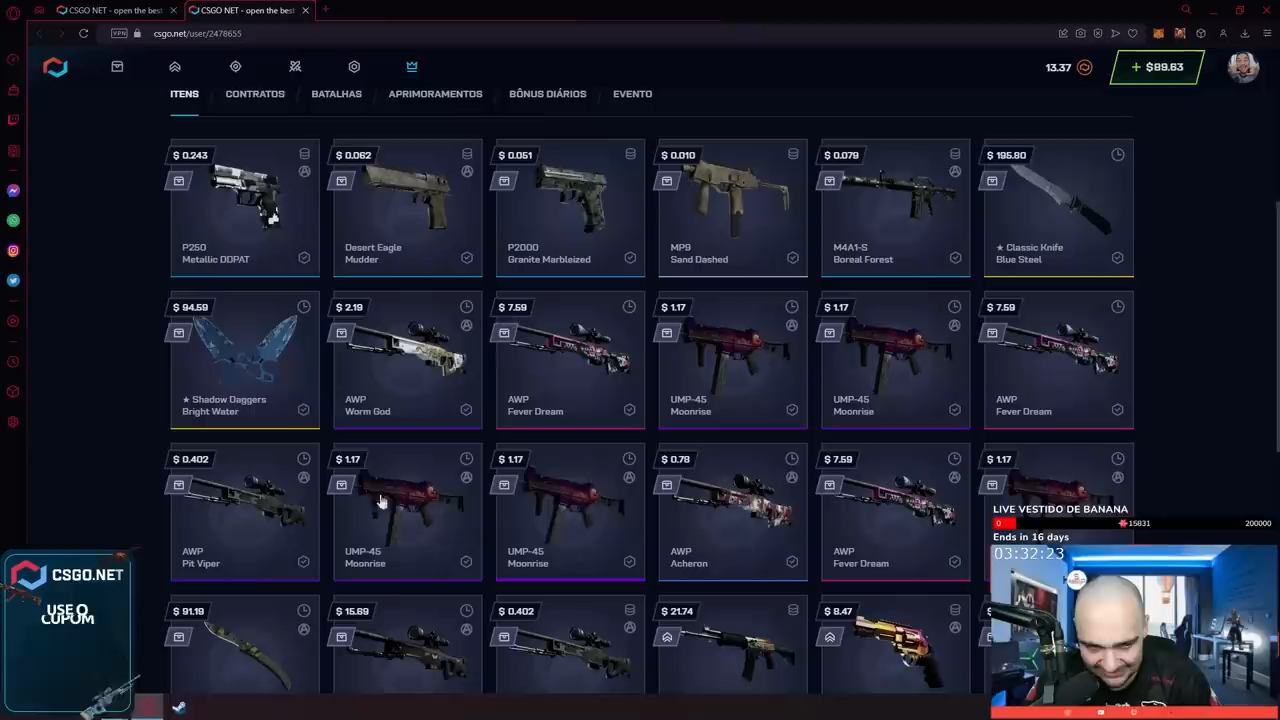 CSGO NET - open the best
CSGO NET - open the best
VPN
csgo.net/user/2478655
13.37
+ $89.63
ITENS
CONTRATOS
BATALHAS
APRIMORAMENTOS
BÔNUS DIÁRIOS
EVENTO
$ 0.243
P250
Metallic DDPAT
$ 0.062
Desert Eagle
Mudder
$ 0.051
P2000
Granite Marbleized
$ 0.010
MP9
Sand Dashed
$ 0.079
M4A1-S
Boreal Forest
$ 195.80
★ Classic Knife
Blue Steel
$ 94.59
★ Shadow Daggers
Bright Water
$ 2.19
AWP
Worm God
$ 7.59
AWP
Fever Dream
$ 1.17
UMP-45
Moonrise
$ 1.17
UMP-45
Moonrise
$ 7.59
AWP
Fever Dream
$ 0.402
AWP
Pit Viper
$ 1.17
UMP-45
Moonrise
$ 1.17
UMP-45
Moonrise
$ 0.78
AWP
Acheron
$ 7.59
AWP
Fever Dream
$ 1.17
$ 91.19
$ 15.69
$ 0.402
$ 21.74
$ 8.47
LIVE VESTIDO DE BANANA
0
15831
200000
Ends in 16 days
03:32:23
CSGO.NET
USE O
CUPOM